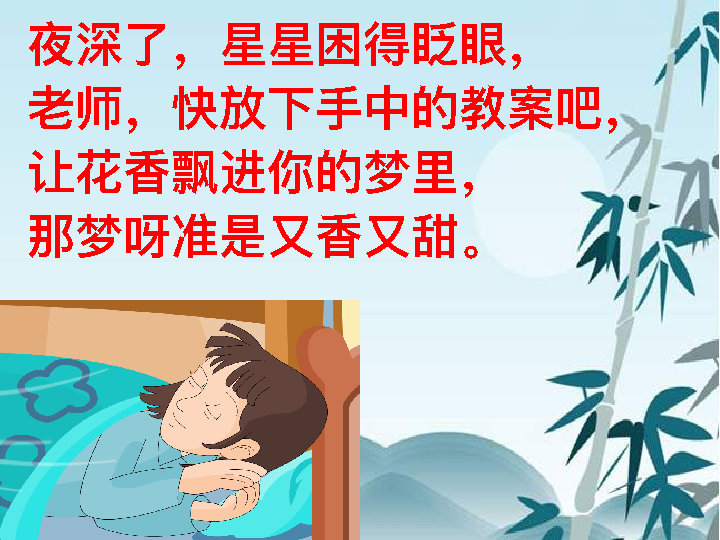 夜深了，星星困得眨眼，
老师，快放下手中的教案吧，
让花香飘进你的梦里，
那梦呀准是又香又甜。